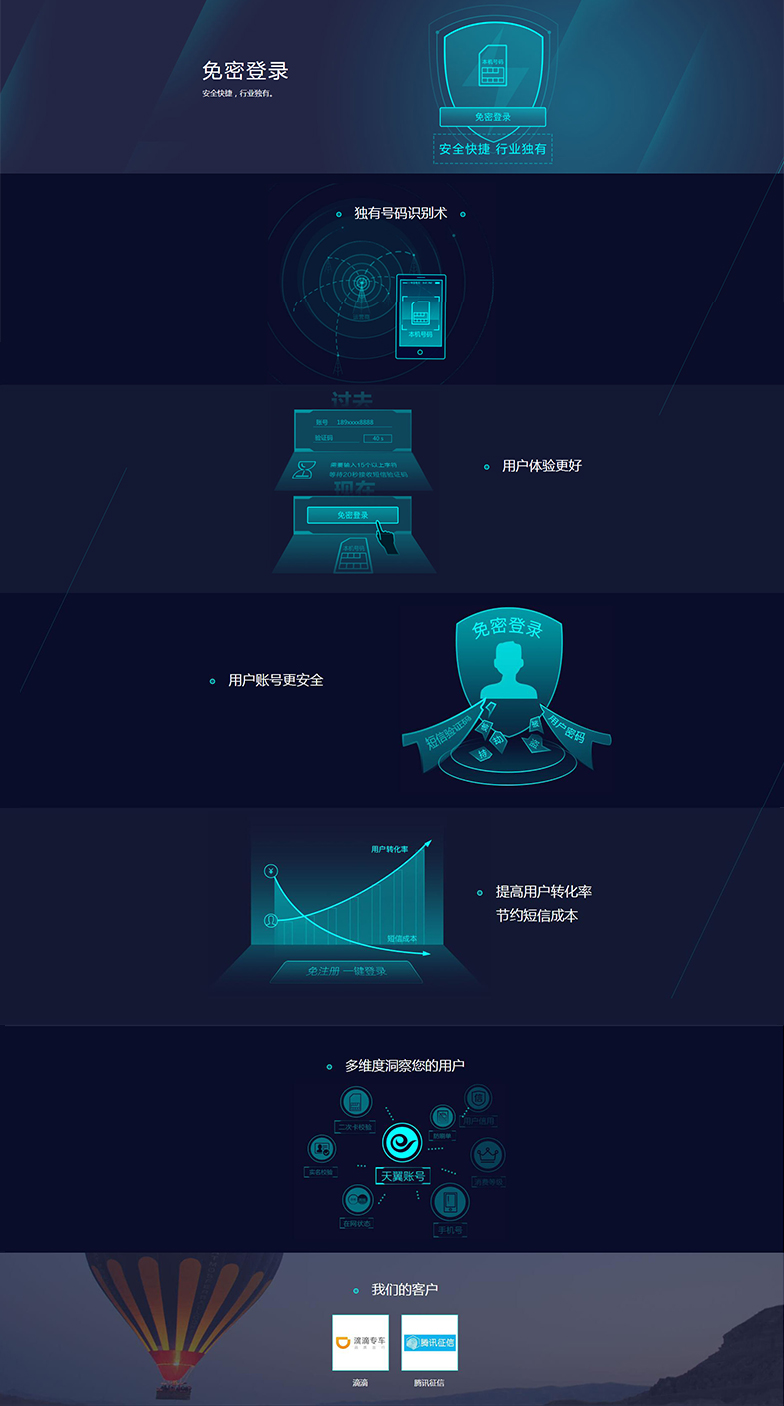 免密登录
安全快捷，行业独有。
本机号码
免密登录
安全快捷 行业独有
独有号码识别术
运营商
本机号码
过去
账号 189xxxx8888
验证码 40 s
需要输入15个以上字符
等待20秒接收短信验证码
现在
免密登录
本机号码
用户体验更好
免密登录
用户账号更安全
短信验证码
用户密码
用户转化率
¥
短信成本
免注册 一键登录
提高用户转化率
节约短信成本
多维度洞察您的用户
二次卡校验
用户信用
实名校验
天翼账号
消费等级
在网状态
手机号
我们的客户
滴滴专车
腾讯征信
滴滴
腾讯征信